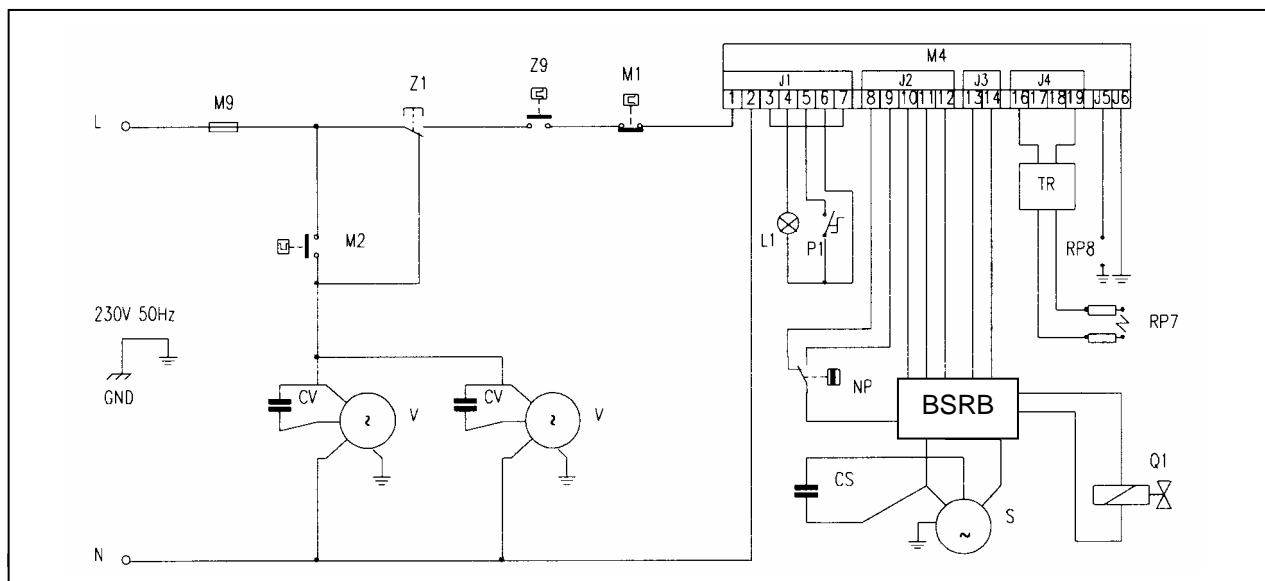 M4
J1 J2 J3 J4
1 2 3 4 5 6 7 8 9 10 11 12 13 14 16 17 18 19 J5 J6
Z1 Z9 M1
M9
L
TR
L1 P1 RP8
M2
230V 50Hz
RP7
GND
NP
CV V CV V
BSRB
Q1
CS
S
N
~ ~ ~